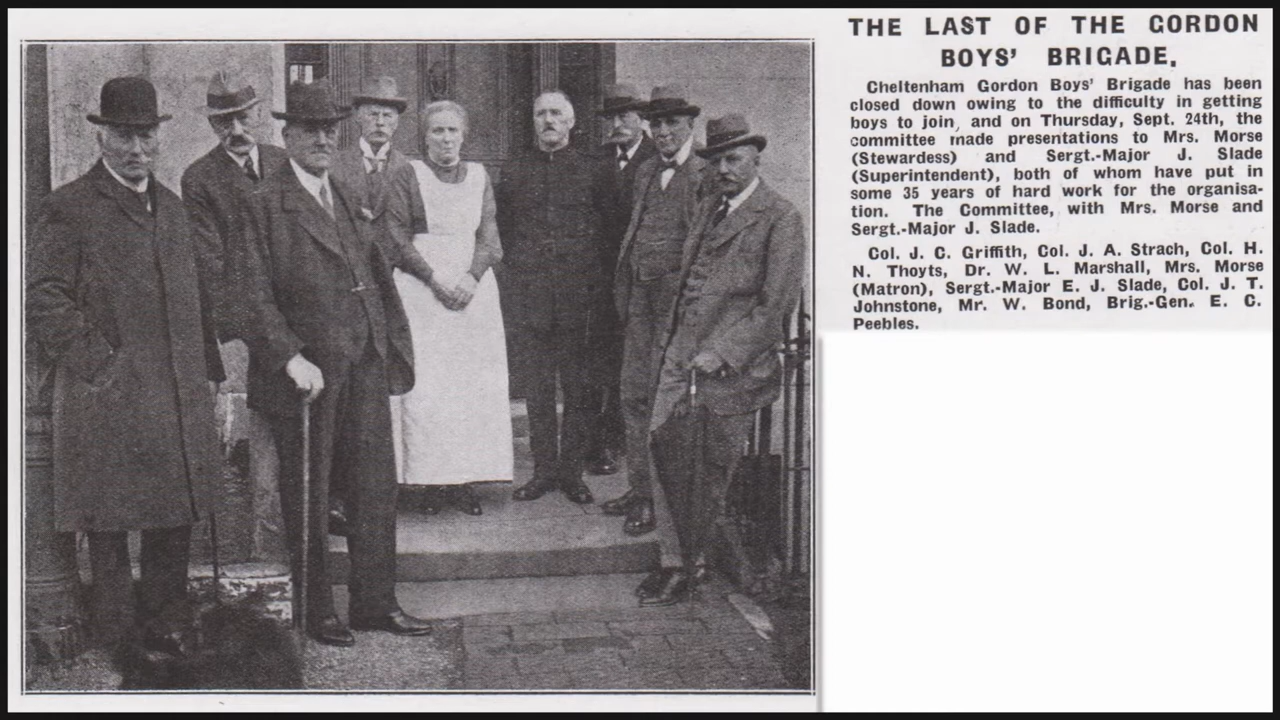 THE LAST OF THE GORDON
BOYS' BRIGADE.
Cheltenham Gordon Boys' Brigade has been
closed down owing to the difficulty in getting
boys to join, and on Thursday, Sept. 24th, the
committee made presentations to Mrs. Morse
(Stewardess) and Sergt.-Major J. Slade
(Superintendent), both of whom have put in
some 35 years of hard work for the organisa-
tion. The Committee, with Mrs. Morse and
Sergt.-Major J. Slade.
Col. J. C. Griffith, Col. J. A. Strach, Col. H.
N. Thoyts, Dr. W. L. Marshall, Mrs. Morse
(Matron), Sergt.-Major E. J. Slade, Col. J. T.
Johnstone, Mr. W. Bond, Brig.-Gen. E. C.
Peebles.